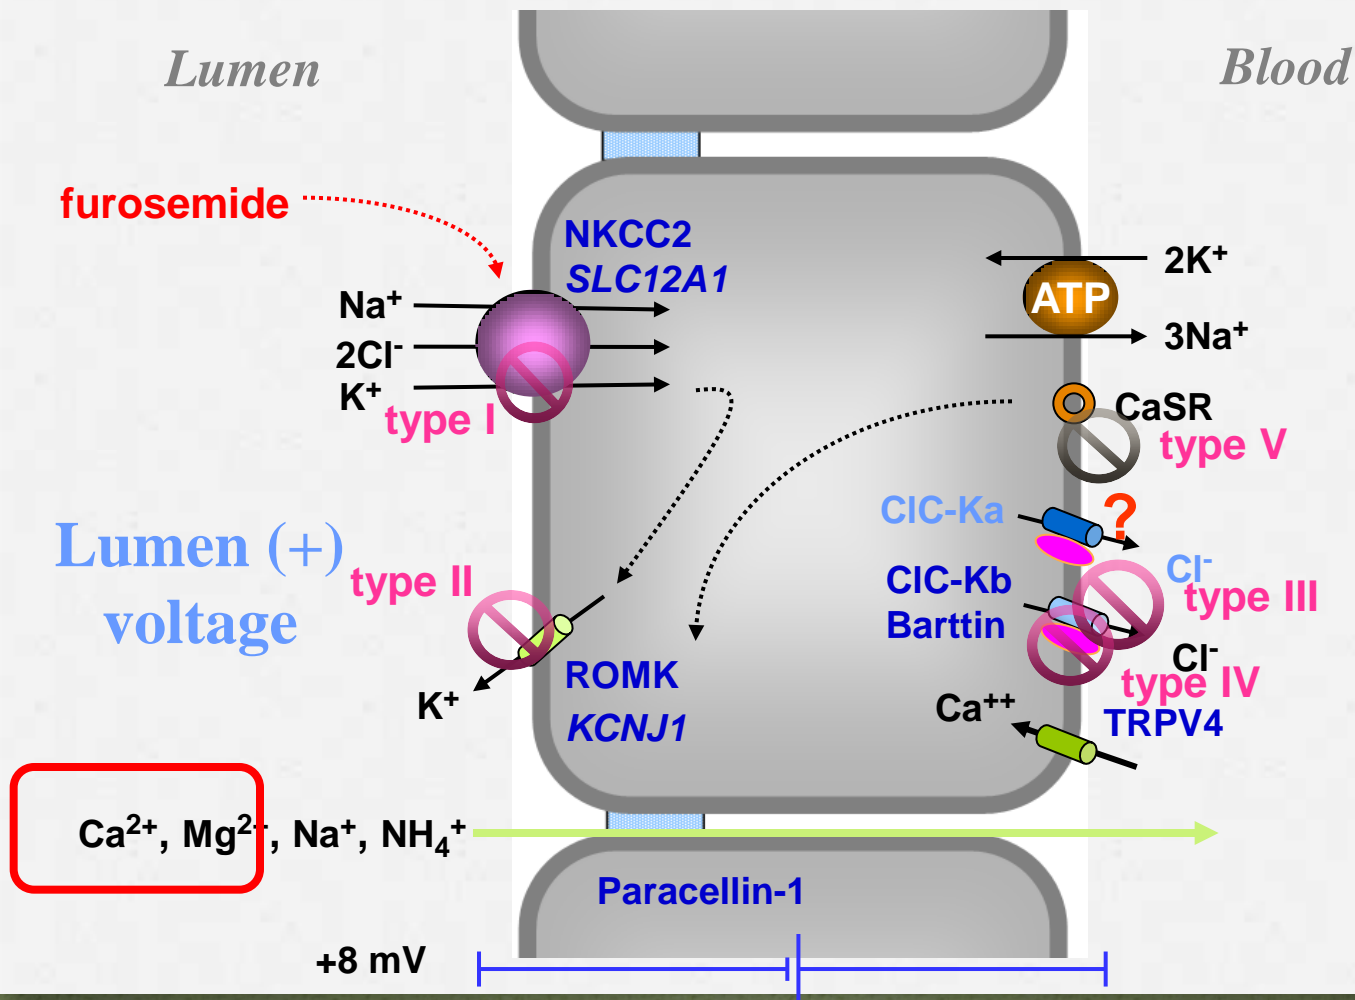 Lumen
Blood
furosemide
NKCC2
SLC12A1
Na⁺
2Cl⁻
K⁺
type I
2K⁺
ATP
3Na⁺
CaSR
type V
ClC-Ka
?
Cl⁻
type III
ClC-Kb
Barttin
Cl⁻
type IV
Lumen (+)
voltage
type II
ROMK
KCNJ1
K⁺
Ca⁺⁺
TRPV4
Ca²⁺, Mg²⁺, Na⁺, NH₄⁺
Paracellin-1
+8 mV